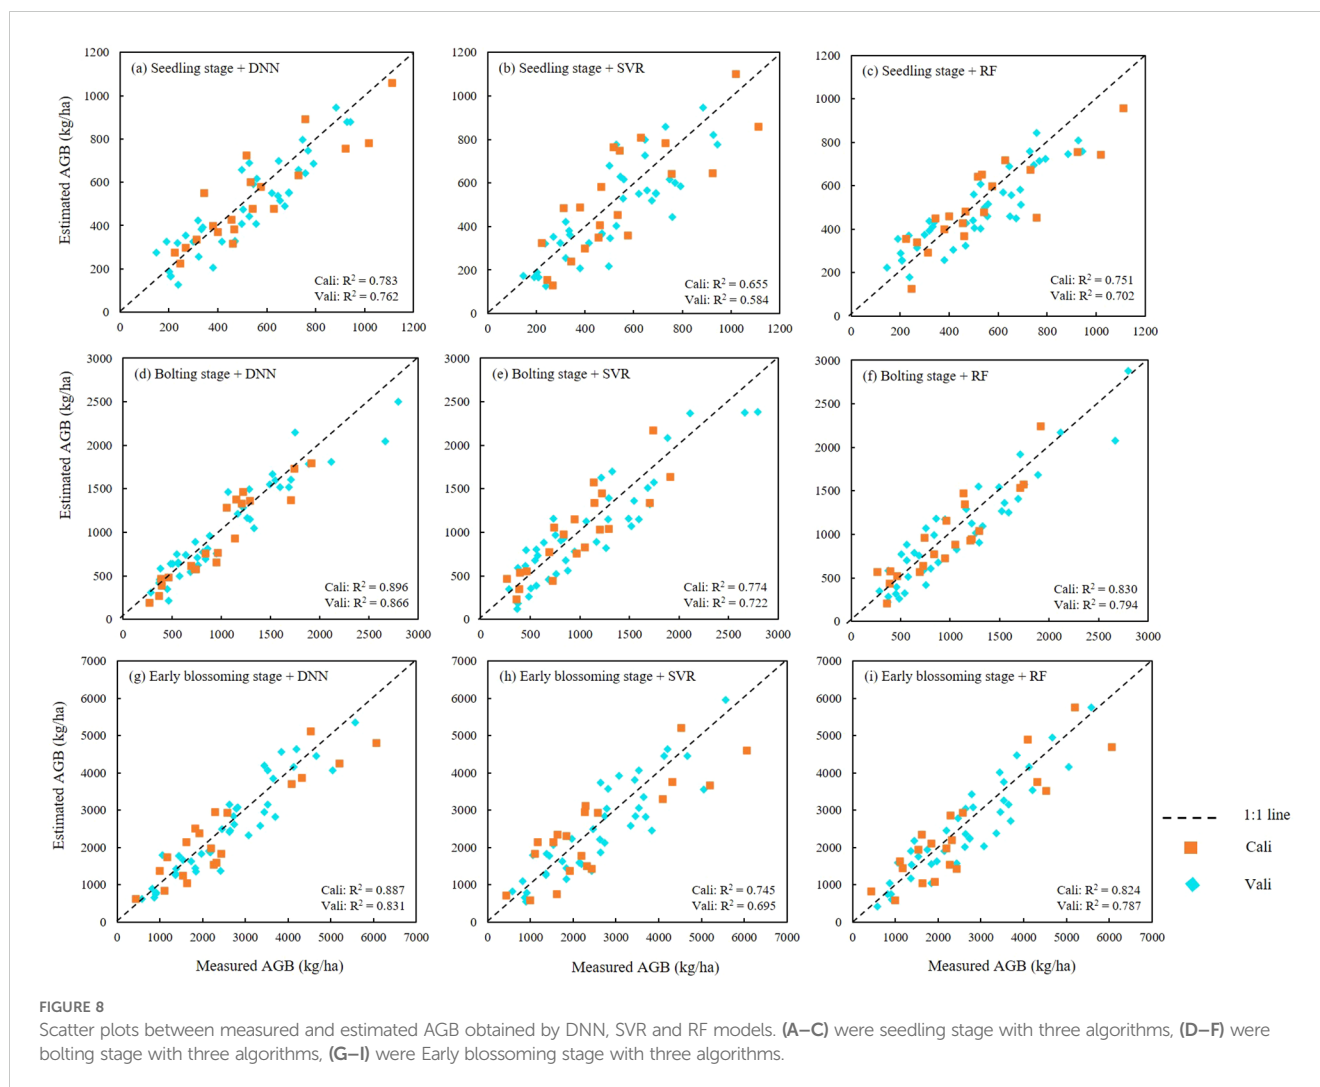 (a) Seedling stage + DNN
1200
1000
800
600
400
200
0
Estimated AGB (kg/ha)
Cali: R² = 0.783
Vali: R² = 0.762
0 200 400 600 800 1000 1200
(b) Seedling stage + SVR
1200
1000
800
600
400
200
0
Cali: R² = 0.655
Vali: R² = 0.584
0 200 400 600 800 1000 1200
(c) Seedling stage + RF
1200
1000
800
600
400
200
0
Cali: R² = 0.751
Vali: R² = 0.702
0 200 400 600 800 1000 1200
(d) Bolting stage + DNN
3000
2500
2000
1500
1000
500
0
Estimated AGB (kg/ha)
Cali: R² = 0.896
Vali: R² = 0.866
0 500 1000 1500 2000 2500 3000
(e) Bolting stage + SVR
3000
2500
2000
1500
1000
500
0
Cali: R² = 0.774
Vali: R² = 0.722
0 500 1000 1500 2000 2500 3000
(f) Bolting stage + RF
3000
2500
2000
1500
1000
500
0
Cali: R² = 0.830
Vali: R² = 0.794
0 500 1000 1500 2000 2500 3000
(g) Early blossoming stage + DNN
7000
6000
5000
4000
3000
2000
1000
0
Estimated AGB (kg/ha)
Cali: R² = 0.887
Vali: R² = 0.831
0 1000 2000 3000 4000 5000 6000 7000
Measured AGB (kg/ha)
(h) Early blossoming stage + SVR
7000
6000
5000
4000
3000
2000
1000
0
Cali: R² = 0.745
Vali: R² = 0.695
0 1000 2000 3000 4000 5000 6000 7000
Measured AGB (kg/ha)
(i) Early blossoming stage + RF
7000
6000
5000
4000
3000
2000
1000
0
Cali: R² = 0.824
Vali: R² = 0.787
0 1000 2000 3000 4000 5000 6000 7000
Measured AGB (kg/ha)
1:1 line
Cali
Vali
FIGURE 8
Scatter plots between measured and estimated AGB obtained by DNN, SVR and RF models. (A–C) were seedling stage with three algorithms, (D–F) were
bolting stage with three algorithms, (G–I) were Early blossoming stage with three algorithms.